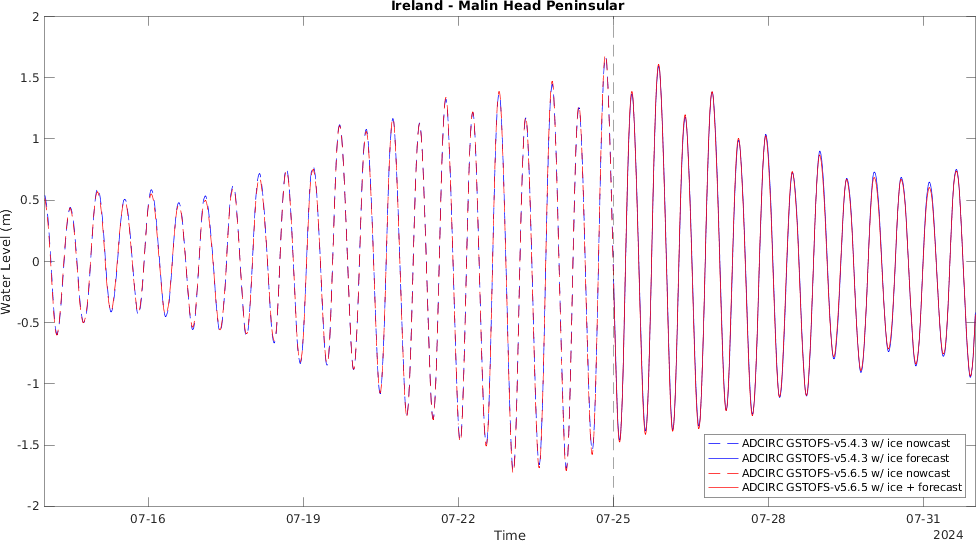 Ireland - Malin Head Peninsular
2
1.5
1
0.5
0
-0.5
-1
-1.5
-2
Water Level (m)
07-16
07-19
07-22
07-25
07-28
07-31
2024
Time
ADCIRC GSTOFS-v5.4.3 w/ ice nowcast
ADCIRC GSTOFS-v5.4.3 w/ ice forecast
ADCIRC GSTOFS-v5.6.5 w/ ice nowcast
ADCIRC GSTOFS-v5.6.5 w/ ice + forecast